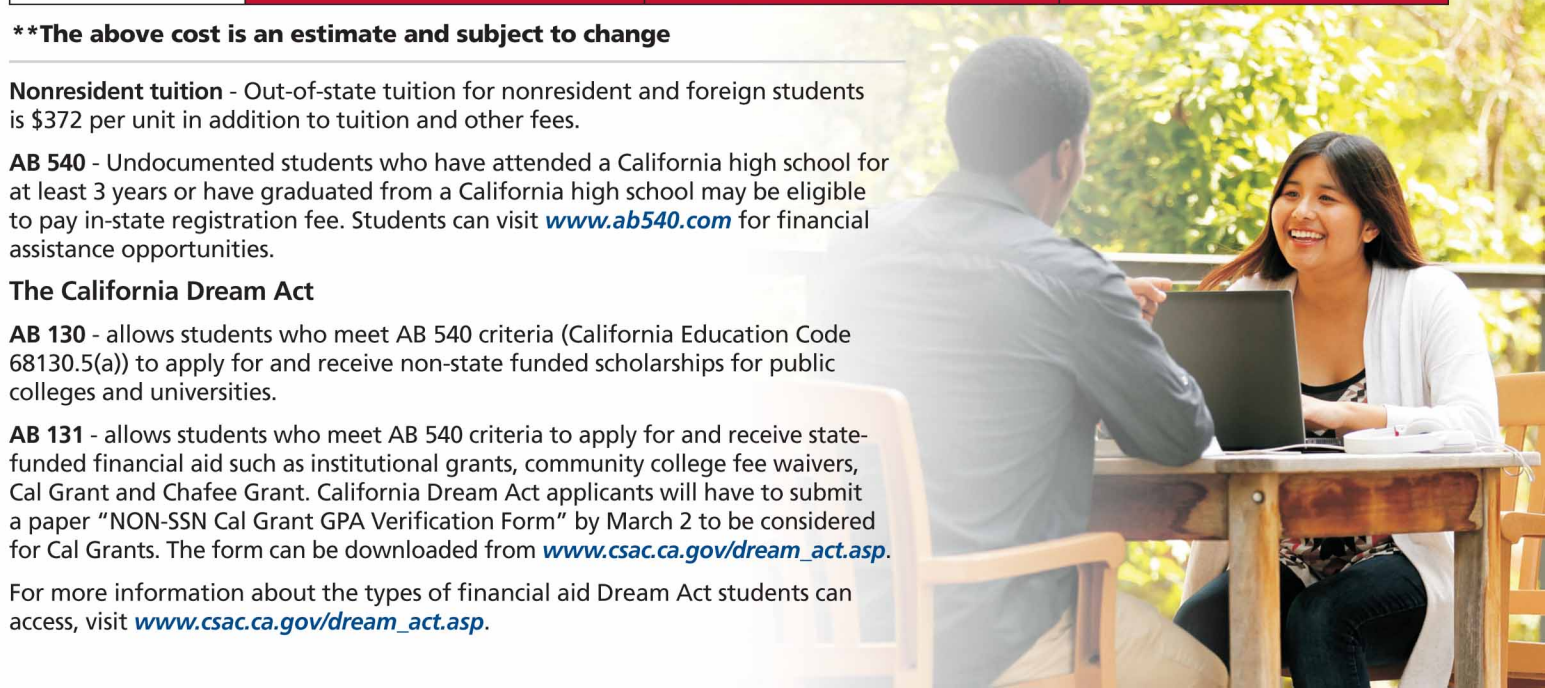 **The above cost is an estimate and subject to change
Nonresident tuition - Out-of-state tuition for nonresident and foreign students
is $372 per unit in addition to tuition and other fees.
AB 540 - Undocumented students who have attended a California high school for
at least 3 years or have graduated from a California high school may be eligible
to pay in-state registration fee. Students can visit www.ab540.com for financial
assistance opportunities.
The California Dream Act
AB 130 - allows students who meet AB 540 criteria (California Education Code
68130.5(a)) to apply for and receive non-state funded scholarships for public
colleges and universities.
AB 131 - allows students who meet AB 540 criteria to apply for and receive state-
funded financial aid such as institutional grants, community college fee waivers,
Cal Grant and Chafee Grant. California Dream Act applicants will have to submit
a paper “NON-SSN Cal Grant GPA Verification Form” by March 2 to be considered
for Cal Grants. The form can be downloaded from www.csac.ca.gov/dream_act.asp.
For more information about the types of financial aid Dream Act students can
access, visit www.csac.ca.gov/dream_act.asp.